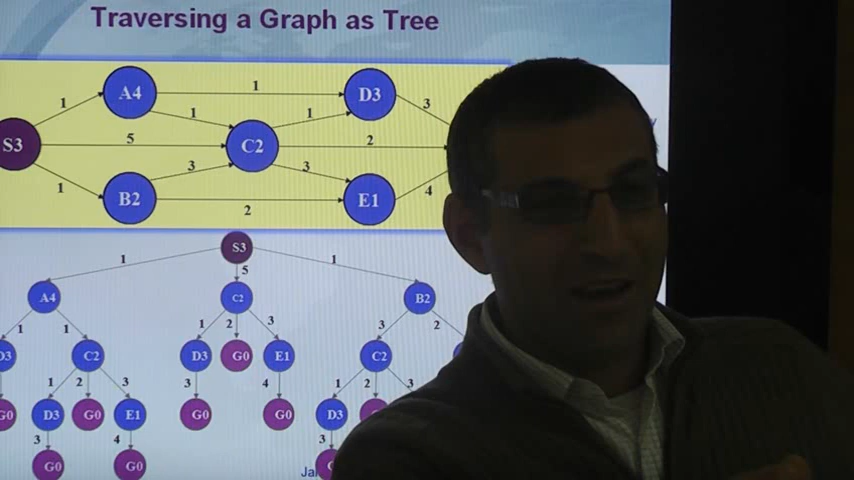 Traversing a Graph as Tree
A4 1 D3
1 1 1 3
S3 5 C2 2
1 3 3 4
B2 2 E1
S3
1 5 1
A4 C2 B2
1 1 1 2 3 3 2
D3 C2 D3 G0 E1 C2
1 2 3 3 4 1 2 3
G0 D3 G0 E1 G0 G0 D3
3 4 3
G0 G0